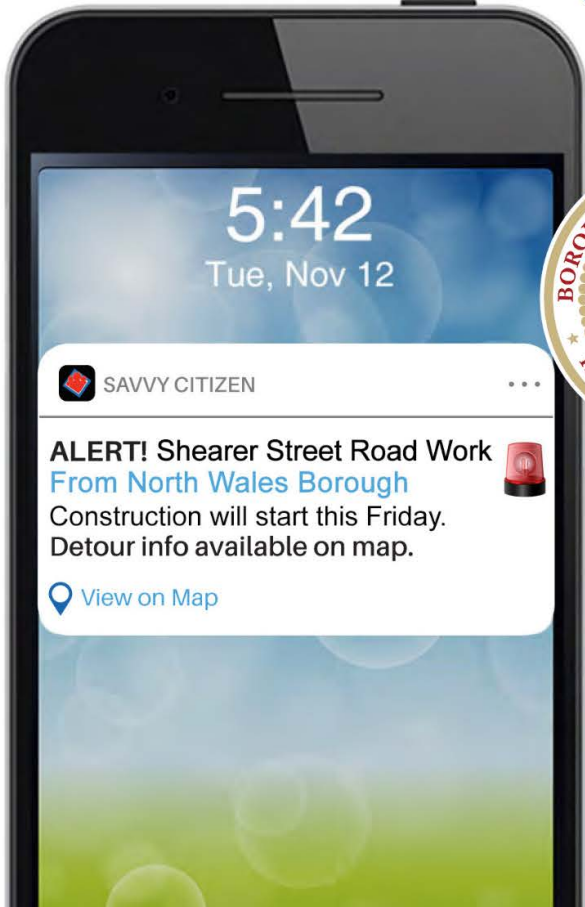 5:42
Tue, Nov 12
SAVVY CITIZEN
ALERT! Shearer Street Road Work
From North Wales Borough
Construction will start this Friday.
Detour info available on map.
View on Map